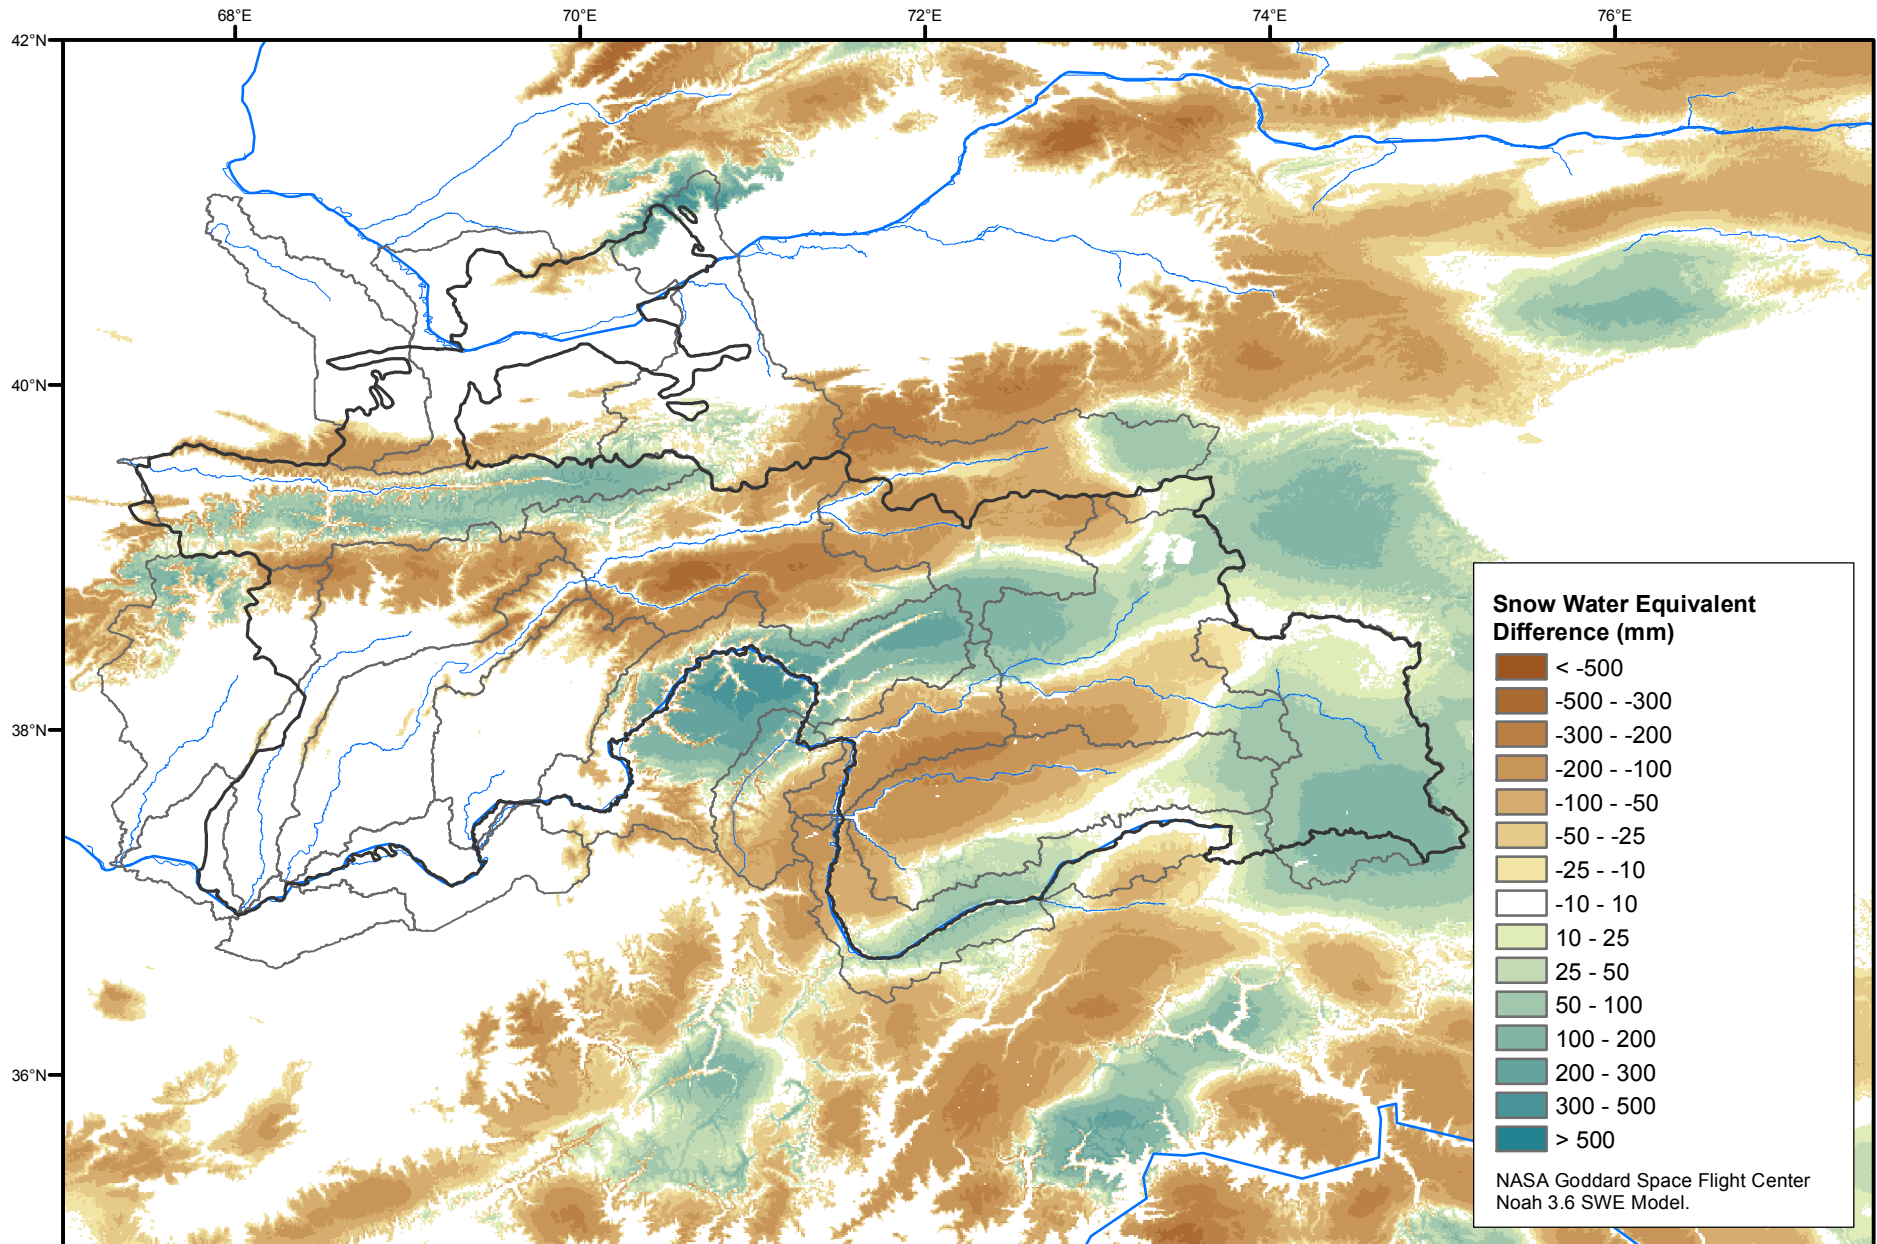 68°E 70°E 72°E 74°E 76°E
42°N
40°N
38°N
36°N
Snow Water Equivalent
Difference (mm)
< -500
-500 - -300
-300 - -200
-200 - -100
-100 - -50
-50 - -25
-25 - -10
-10 - 10
10 - 25
25 - 50
50 - 100
100 - 200
200 - 300
300 - 500
> 500
NASA Goddard Space Flight Center
Noah 3.6 SWE Model.